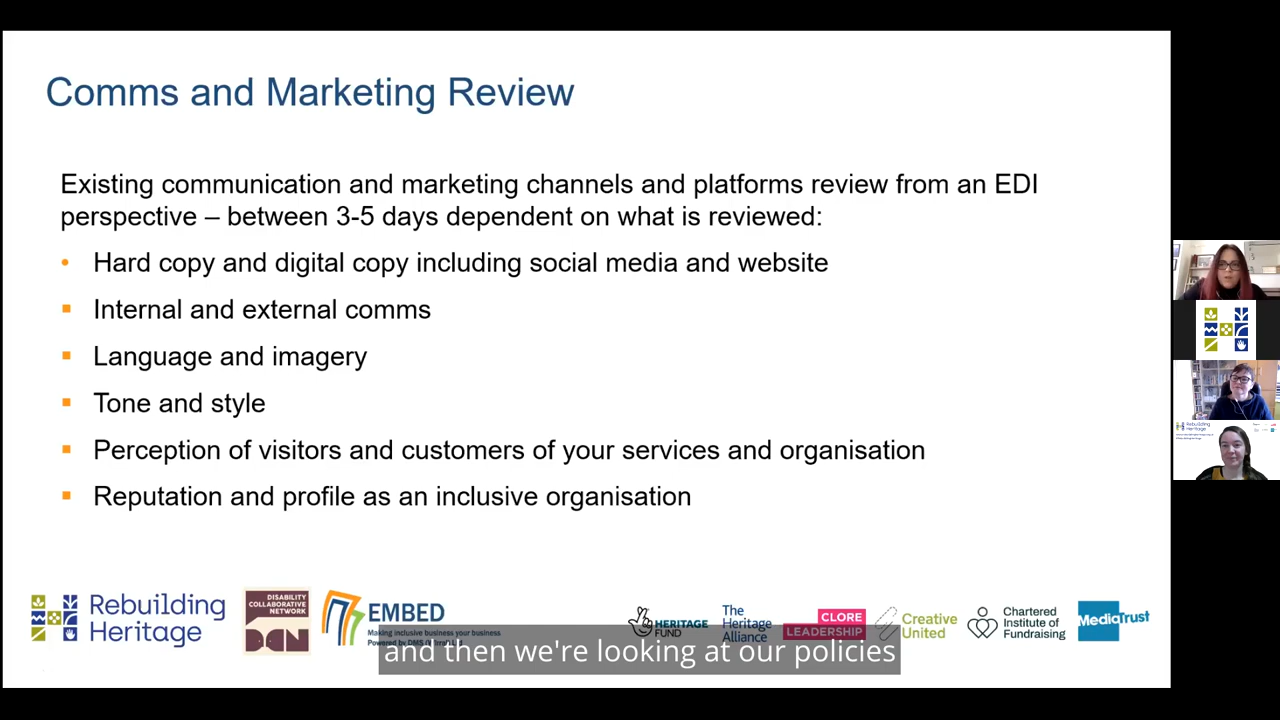 Comms and Marketing Review
Existing communication and marketing channels and platforms review from an EDI
perspective – between 3-5 days dependent on what is reviewed:
• Hard copy and digital copy including social media and website
▪ Internal and external comms
▪ Language and imagery
▪ Tone and style
▪ Perception of visitors and customers of your services and organisation
▪ Reputation and profile as an inclusive organisation
Rebuilding
Heritage
Rebuilding
Heritage
DISABILITY
COLLABORATIVE
NETWORK
DCN
EMBED
Making inclusive business your business
HERITAGE
FUND
The
Heritage
Alliance
CLORE
LEADERSHIP
Creative
United
Chartered
Institute of
Fundraising
MediaTrust
and then we're looking at our policies